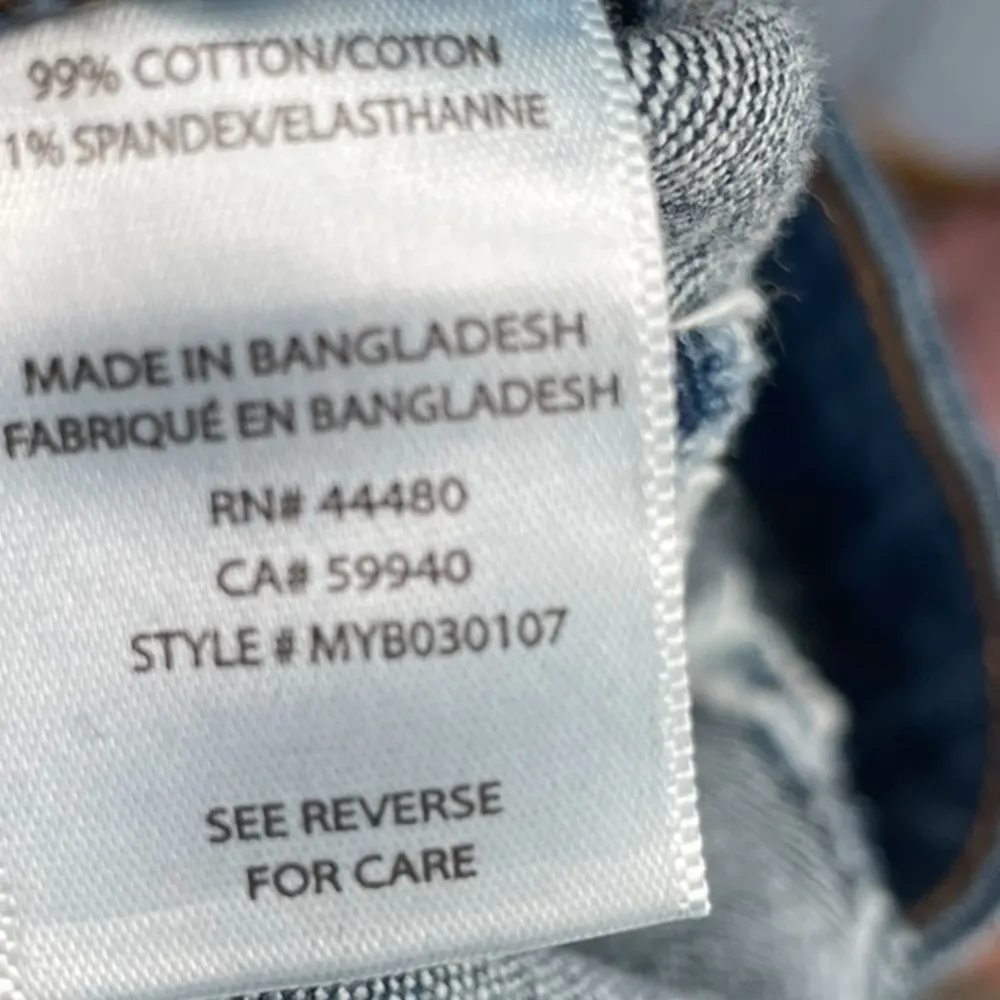 99% COTTON/COTON
1% SPANDEX/ELASTHANNE
MADE IN BANGLADESH
FABRIQUÉ EN BANGLADESH
RN# 44480
CA# 59940
STYLE # MYB030107
SEE REVERSE
FOR CARE